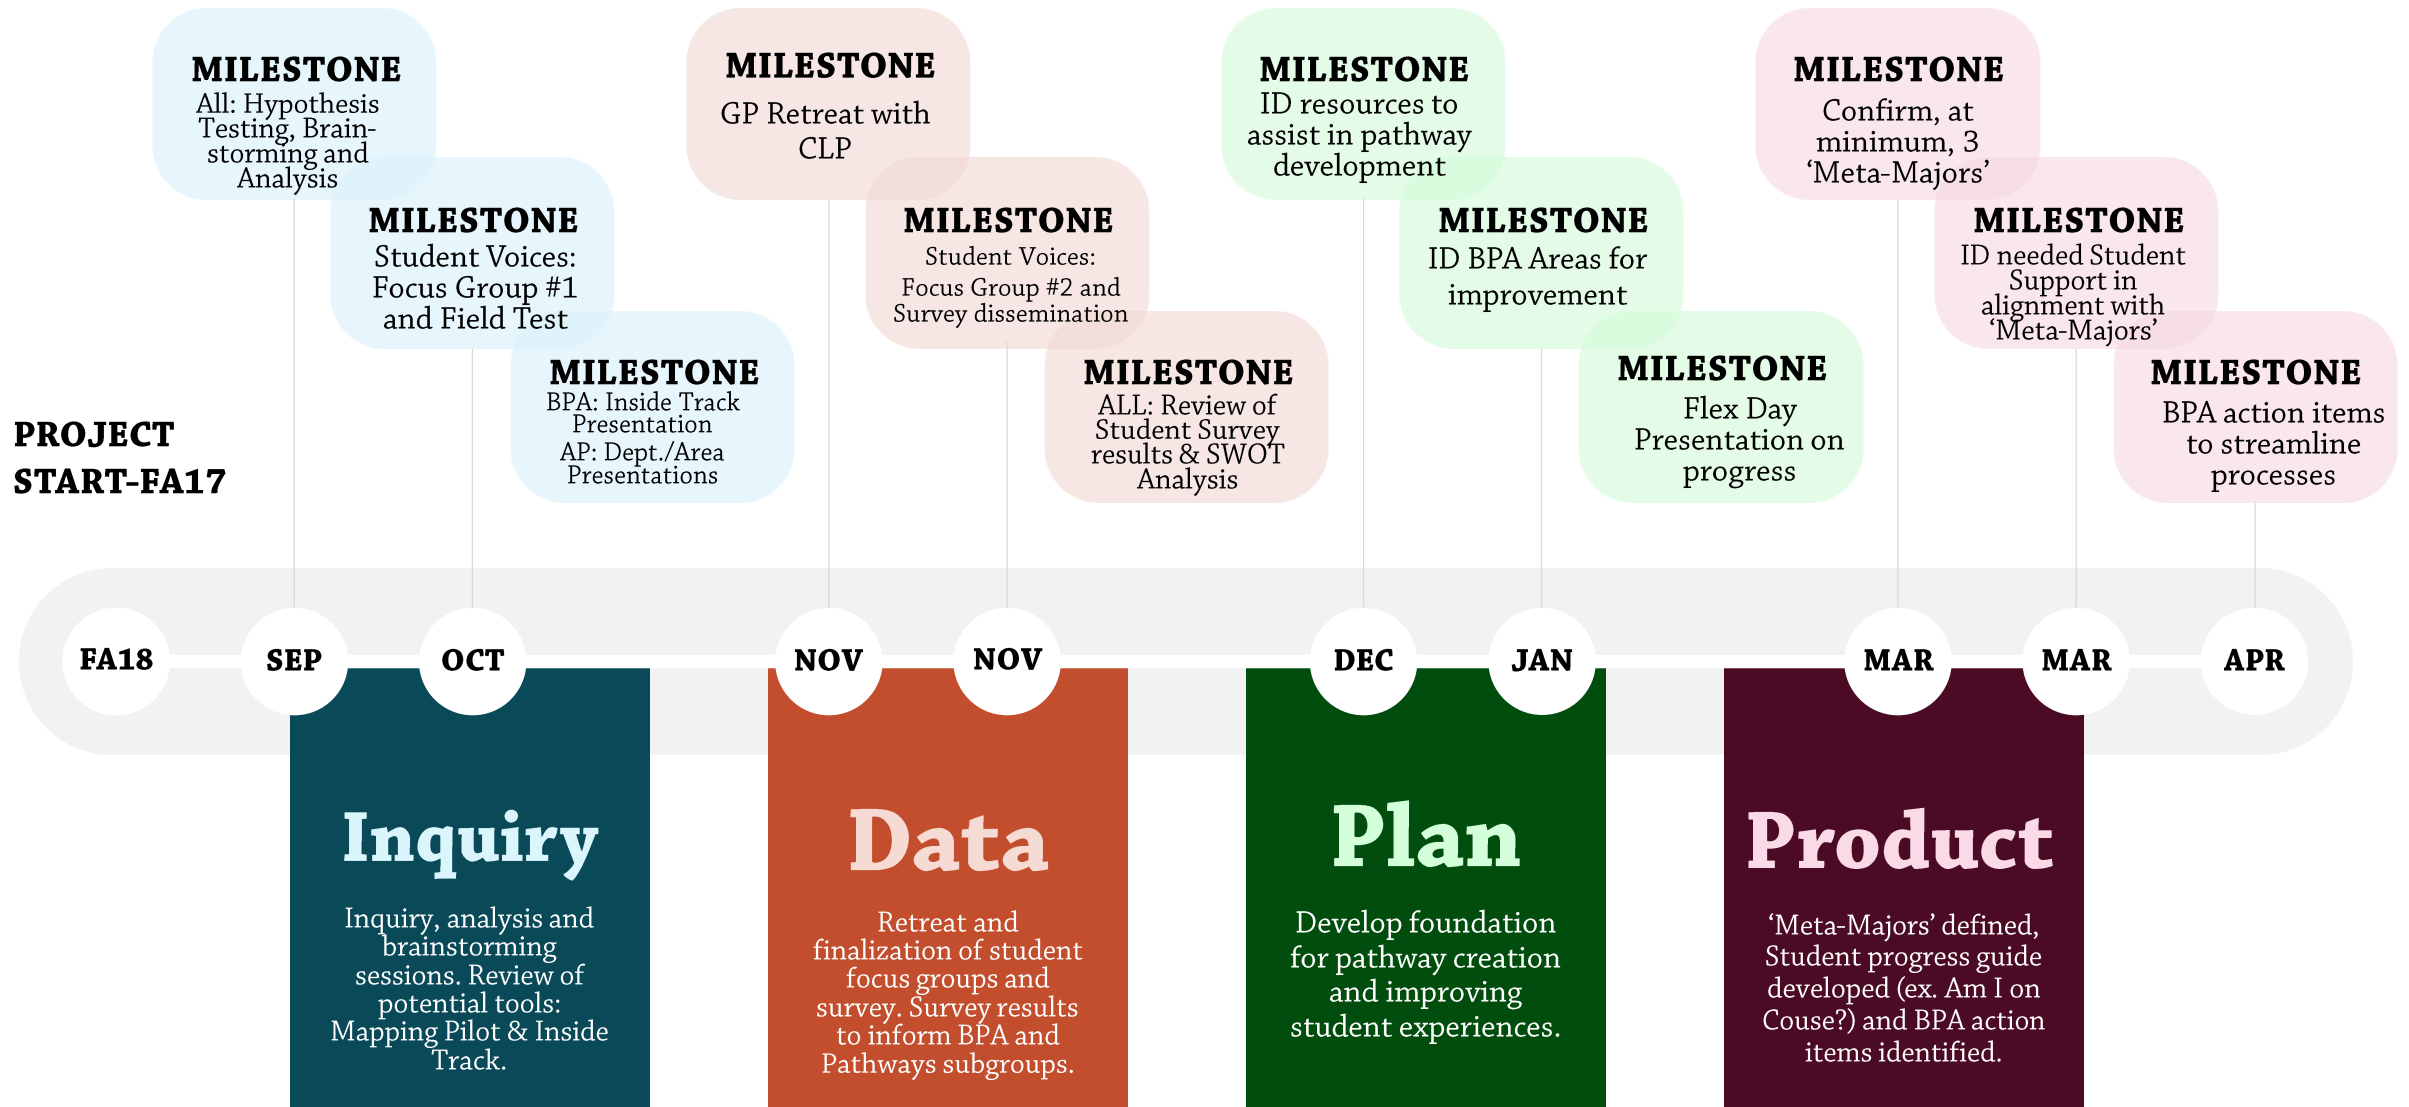 MILESTONE
All: Hypothesis
Testing, Brain-
storming and
Analysis
MILESTONE
Student Voices:
Focus Group #1
and Field Test
MILESTONE
BPA: Inside Track
Presentation
AP: Dept./Area
Presentations
MILESTONE
GP Retreat with
CLP
MILESTONE
Student Voices:
Focus Group #2 and
Survey dissemination
MILESTONE
ALL: Review of
Student Survey
results & SWOT
Analysis
MILESTONE
ID resources to
assist in pathway
development
MILESTONE
ID BPA Areas for
improvement
MILESTONE
Flex Day
Presentation on
progress
MILESTONE
Confirm, at
minimum, 3
‘Meta-Majors’
MILESTONE
ID needed Student
Support in
alignment with
‘Meta-Majors’
MILESTONE
BPA action items
to streamline
processes
PROJECT
START-FA17
FA18
SEP
OCT
NOV
NOV
DEC
JAN
MAR
MAR
APR
Inquiry
Inquiry, analysis and
brainstorming
sessions. Review of
potential tools:
Mapping Pilot & Inside
Track.
Data
Retreat and
finalization of student
focus groups and
survey. Survey results
to inform BPA and
Pathways subgroups.
Plan
Develop foundation
for pathway creation
and improving
student experiences.
Product
‘Meta-Majors’ defined,
Student progress guide
developed (ex. Am I on
Couse?) and BPA action
items identified.